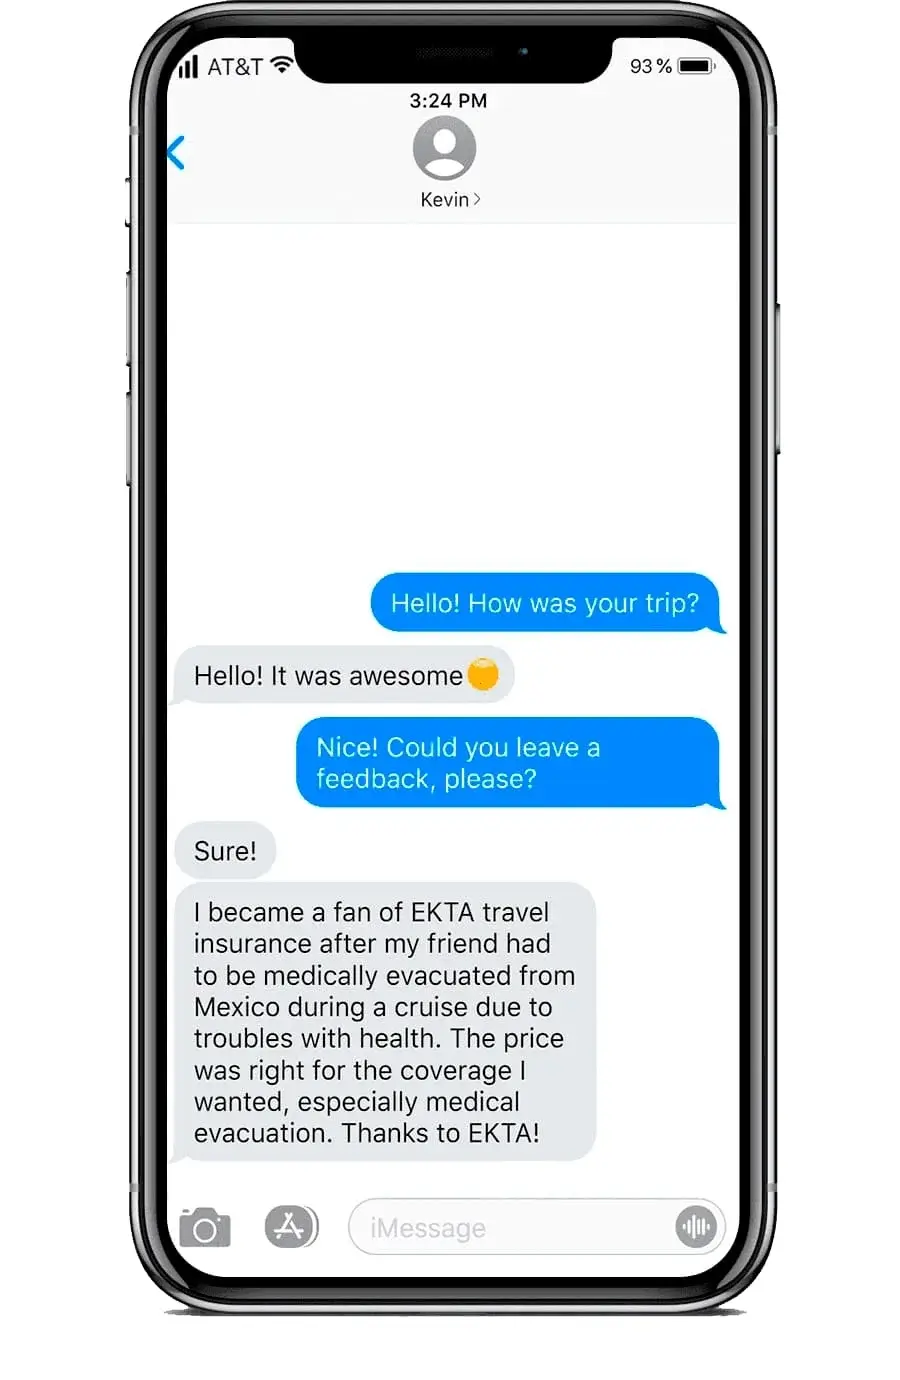 AT&T
93%
3:24 PM
Kevin
Hello! How was your trip?
Hello! It was awesome
Nice! Could you leave a
feedback, please?
Sure!
I became a fan of EKTA travel
insurance after my friend had
to be medically evacuated from
Mexico during a cruise due to
troubles with health. The price
was right for the coverage I
wanted, especially medical
evacuation. Thanks to EKTA!
iMessage